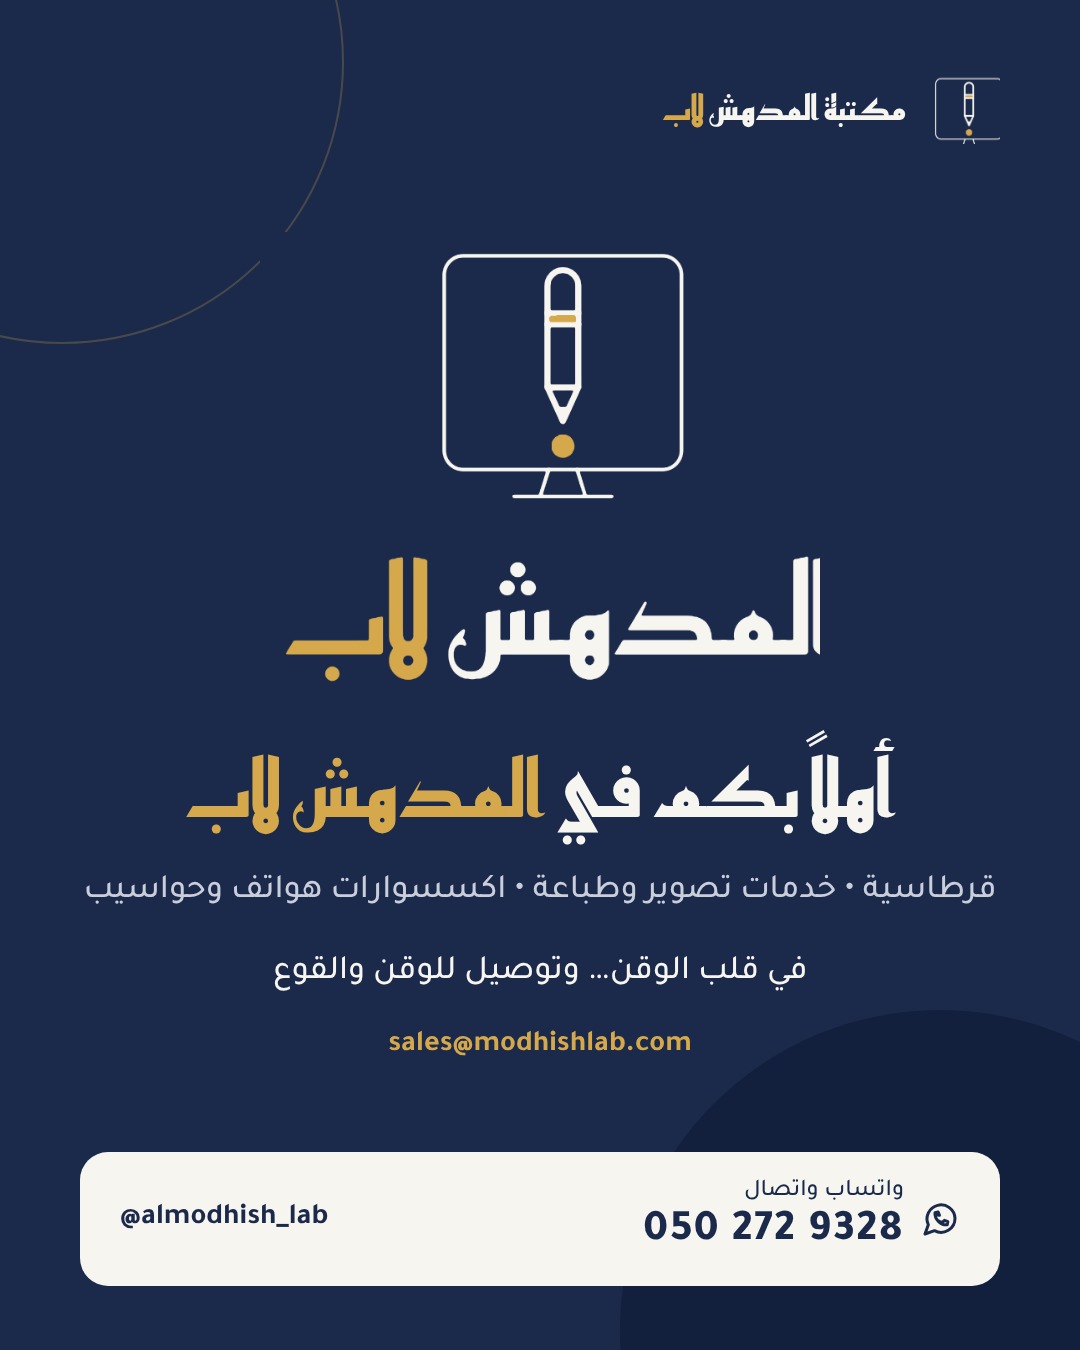 مكتبة المدهش لاب
المدهش لاب
أهلاً بكم في المدهش لاب
قرطاسية • خدمات تصوير وطباعة • اكسسوارات هواتف وحواسيب
في قلب الوقن... وتوصيل للوقن والقوع
sales@modhishlab.com
واتساب واتصال
050 272 9328
@almodhish_lab